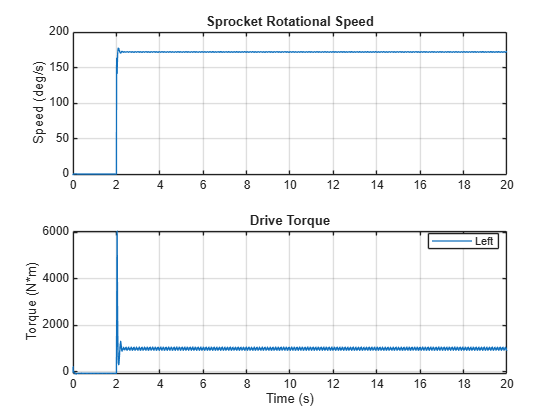 Sprocket Rotational Speed
200
150
100
50
0
Speed (deg/s)
0 2 4 6 8 10 12 14 16 18 20
Drive Torque
6000
4000
2000
0
Torque (N*m)
Left
0 2 4 6 8 10 12 14 16 18 20
Time (s)